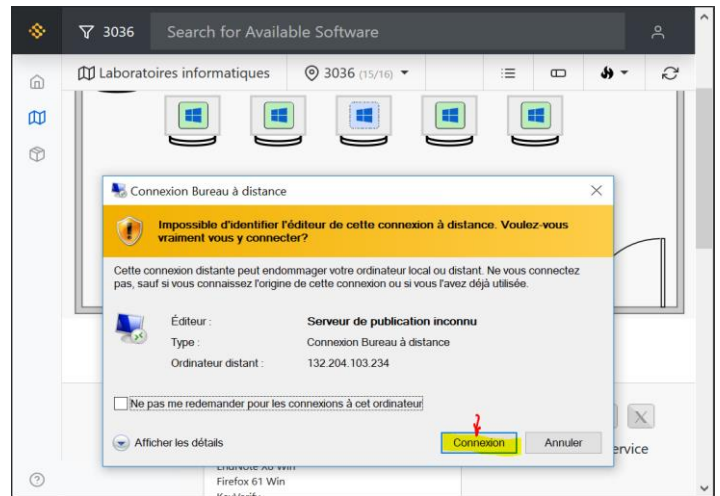 3036 Search for Available Software
Laboratoires informatiques 3036 (15/16)
Connexion Bureau à distance
Impossible d'identifier l'éditeur de cette connexion à distance. Voulez-vous
vraiment vous y connecter?
Cette connexion distante peut endommager votre ordinateur local ou distant. Ne vous connectez
pas, sauf si vous connaissez l'origine de cette connexion ou si vous l'avez déjà utilisée.
Éditeur : Serveur de publication inconnu
Type : Connexion Bureau à distance
Ordinateur distant : 132.204.103.234
Ne pas me redemander pour les connexions à cet ordinateur
Afficher les détails Connexion Annuler
ervice
EndNote X8 Win
Firefox 61 Win